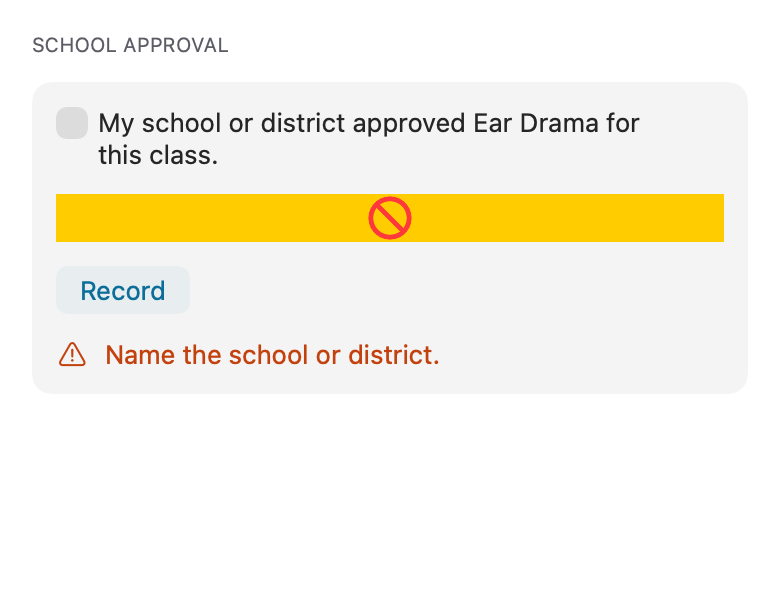 SCHOOL APPROVAL
My school or district approved Ear Drama for
this class.
Record
Name the school or district.